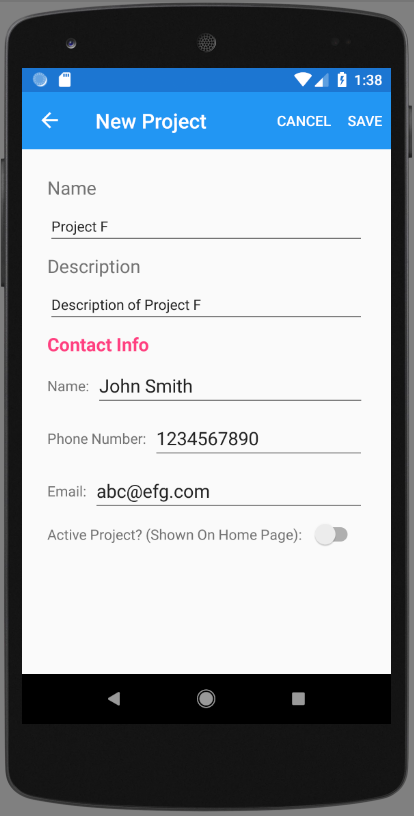 1:38
New Project CANCEL SAVE
Name
Project F
Description
Description of Project F
Contact Info
Name: John Smith
Phone Number: 1234567890
Email: abc@efg.com
Active Project? (Shown On Home Page):